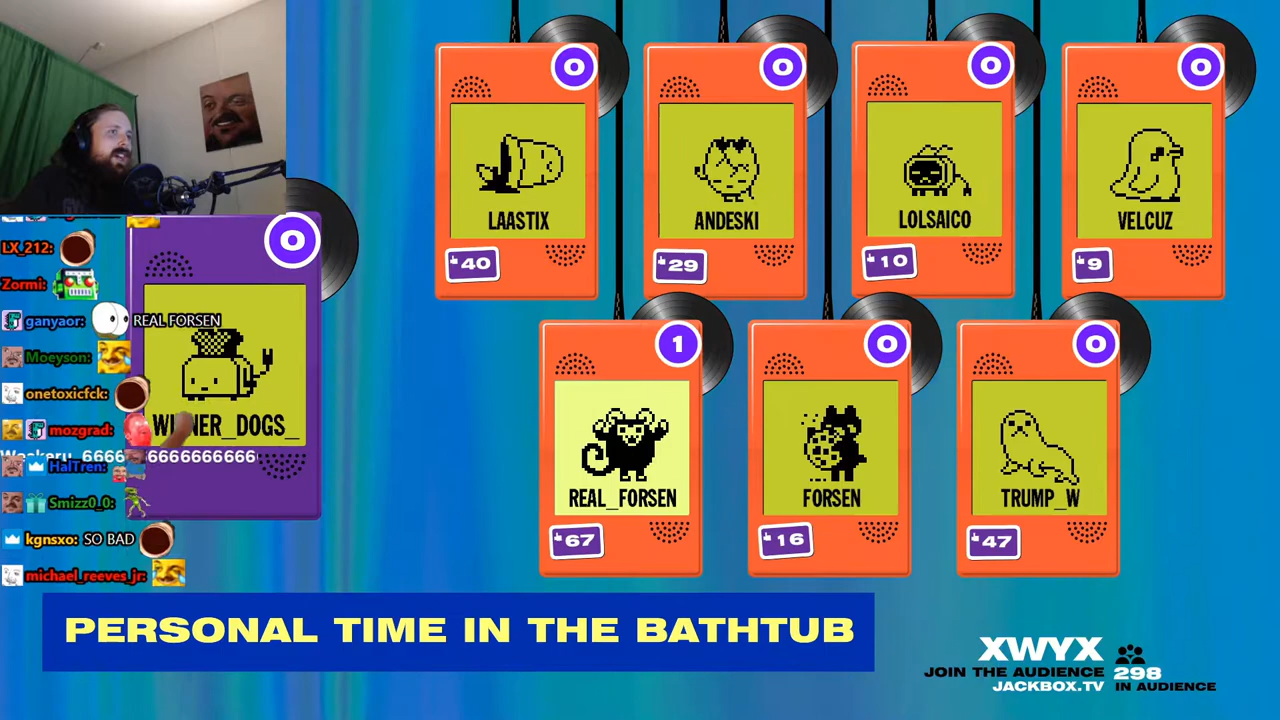 0
0
0
0
LAASTIX
ANDESKI
LOLSAICO
VELCUZ
40
29
10
9
LX_212:
Zormi:
ganyaor: REAL FORSEN
Moeyson:
onetoxicfck:
mozgrad:
HalTren:
Smizz0_0:
kgnsxo: SO BAD
michael_reeves_jr:
0
1
0
0
REAL_FORSEN
FORSEN
TRUMP_W
67
16
47
PERSONAL TIME IN THE BATHTUB
XWYX
JOIN THE AUDIENCE 298
JACKBOX.TV IN AUDIENCE